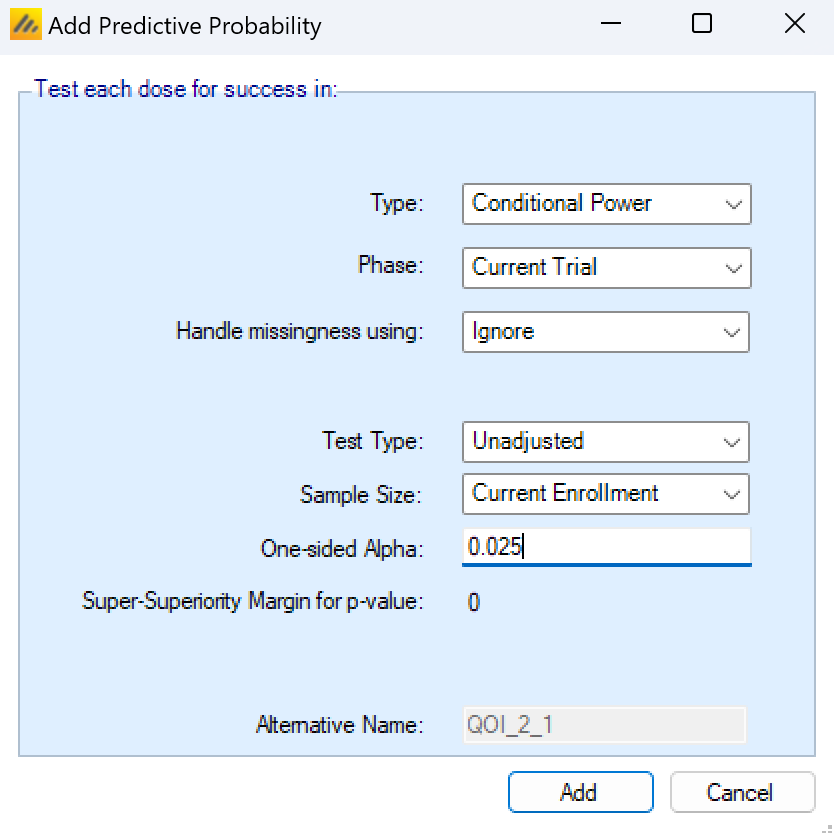 Add Predictive Probability
Test each dose for success in:
Type: Conditional Power
Phase: Current Trial
Handle missingness using: Ignore
Test Type: Unadjusted
Sample Size: Current Enrollment
One-sided Alpha: 0.025
Super-Superiority Margin for p-value: 0
Alternative Name: QOI_2_1
Add Cancel